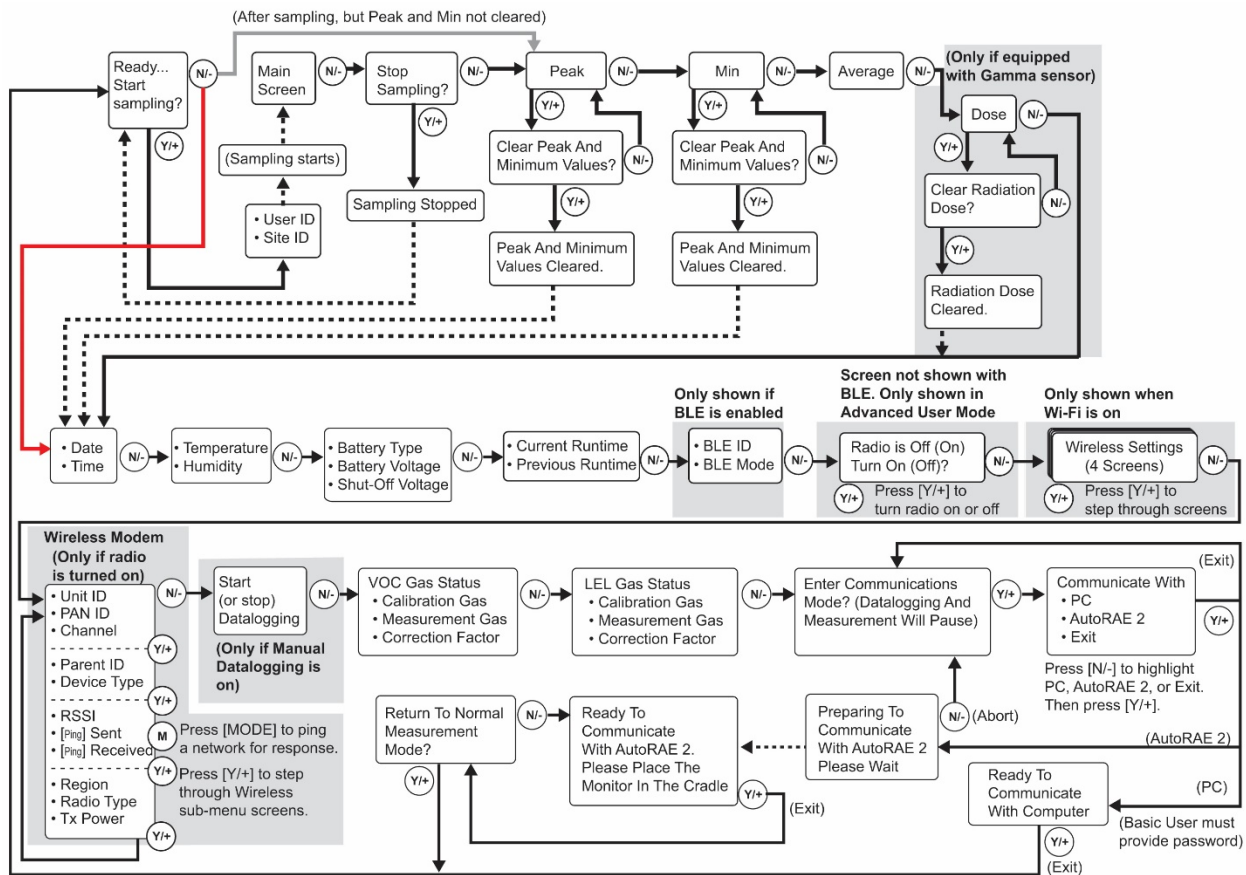 (After sampling, but Peak and Min not cleared)
Ready...
Start
sampling?
N/-
Y/+
Main
Screen
N/-
(Sampling starts)
• User ID
• Site ID
Stop
Sampling?
N/-
Y/+
Sampling Stopped
Peak
N/-
Y/+
Clear Peak And
Minimum Values?
N/-
Y/+
Peak And Minimum
Values Cleared.
Min
N/-
Y/+
Clear Peak And
Minimum Values?
N/-
Y/+
Peak And Minimum
Values Cleared.
Average
N/-
(Only if equipped
with Gamma sensor)
Dose
N/-
Y/+
Clear Radiation
Dose?
N/-
Y/+
Radiation Dose
Cleared.
• Date
• Time
N/-
• Temperature
• Humidity
N/-
• Battery Type
• Battery Voltage
• Shut-Off Voltage
N/-
• Current Runtime
• Previous Runtime
N/-
Only shown if
BLE is enabled
• BLE ID
• BLE Mode
N/-
Screen not shown with
BLE. Only shown in
Advanced User Mode
Radio is Off (On)
Turn On (Off)?
N/-
Y/+
Press [Y/+] to
turn radio on or off
Only shown when
Wi-Fi is on
Wireless Settings
(4 Screens)
N/-
Y/+
Press [Y/+] to
step through screens
Wireless Modem
(Only if radio
is turned on)
• Unit ID
• PAN ID
• Channel
N/-
Y/+
• Parent ID
• Device Type
Y/+
• RSSI
• [Ping] Sent
• [Ping] Received
M
Press [MODE] to ping
a network for response.
Y/+
Press [Y/+] to step
through Wireless
sub-menu screens.
• Region
• Radio Type
• Tx Power
Y/+
Start
(or stop)
Datalogging
N/-
(Only if Manual
Datalogging is
on)
VOC Gas Status
• Calibration Gas
• Measurement Gas
• Correction Factor
N/-
LEL Gas Status
• Calibration Gas
• Measurement Gas
• Correction Factor
N/-
Enter Communications
Mode? (Datalogging And
Measurement Will Pause)
Y/+
Communicate With
• PC
• AutoRAE 2
• Exit
(Exit)
Y/+
Press [N/-] to highlight
PC, AutoRAE 2, or Exit.
Then press [Y/+].
Return To Normal
Measurement
Mode?
N/-
Y/+
Ready To
Communicate
With AutoRAE 2.
Please Place The
Monitor In The Cradle
Y/+
(Exit)
Preparing To
Communicate
With AutoRAE 2
Please Wait
N/-
(Abort)
(AutoRAE 2)
Ready To
Communicate
With Computer
(PC)
(Basic User must
provide password)
Y/+
(Exit)